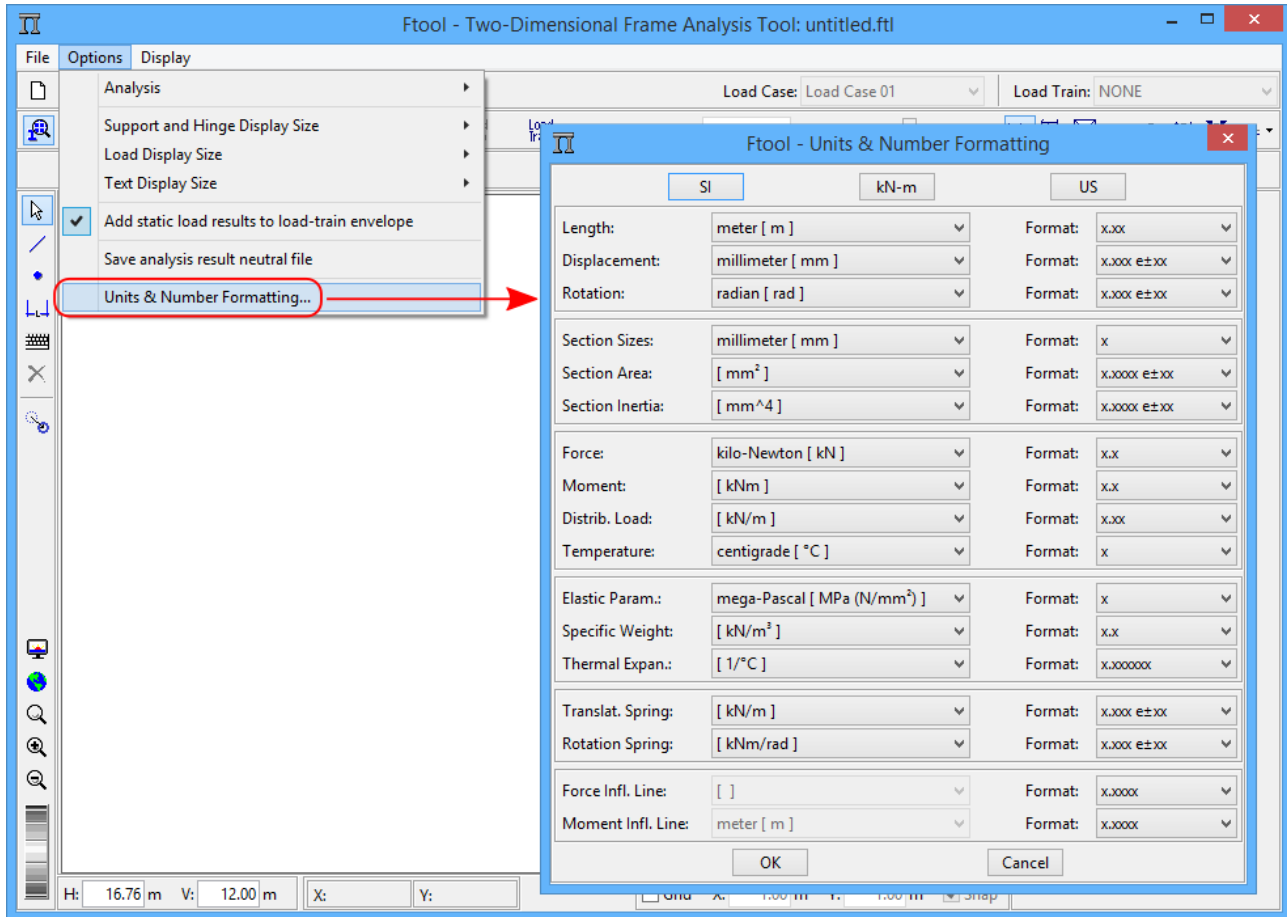 Ftool - Two-Dimensional Frame Analysis Tool: untitled.ftl
File Options Display
Analysis
Load Case: Load Case 01 Load Train: NONE
Support and Hinge Display Size
Load Display Size
Text Display Size
Add static load results to load-train envelope
Save analysis result neutral file
Units & Number Formatting...
Ftool - Units & Number Formatting
SI kN-m US
Length: meter [ m ] Format: x.xx
Displacement: millimeter [ mm ] Format: x.xxx e±xx
Rotation: radian [ rad ] Format: x.xxx e±xx
Section Sizes: millimeter [ mm ] Format: x
Section Area: [ mm² ] Format: x.xxxx e±xx
Section Inertia: [ mm^4 ] Format: x.xxxx e±xx
Force: kilo-Newton [ kN ] Format: x.x
Moment: [ kNm ] Format: x.x
Distrib. Load: [ kN/m ] Format: x.xx
Temperature: centigrade [ °C ] Format: x
Elastic Param.: mega-Pascal [ MPa (N/mm²) ] Format: x
Specific Weight: [ kN/m³ ] Format: x.x
Thermal Expan.: [ 1/°C ] Format: x.xxxxxx
Translat. Spring: [ kN/m ] Format: x.xxx e±xx
Rotation Spring: [ kNm/rad ] Format: x.xxx e±xx
Force Infl. Line: [ ] Format: x.xxxx
Moment Infl. Line: meter [ m ] Format: x.xxxx
OK Cancel
H: 16.76 m V: 12.00 m X: Y: Grid X: 1.00 m Y: 1.00 m Snap